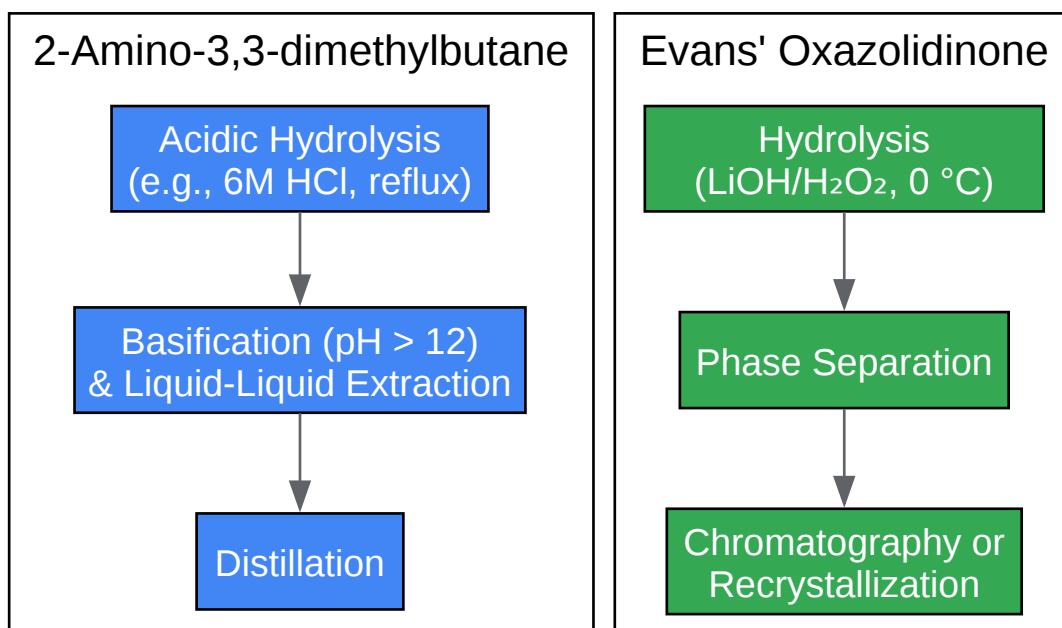 2-Amino-3,3-dimethylbutane
Acidic Hydrolysis
(e.g., 6M HCl, reflux)
Basification (pH > 12)
& Liquid-Liquid Extraction
Distillation
Evans' Oxazolidinone
Hydrolysis
(LiOH/H₂O₂, 0 °C)
Phase Separation
Chromatography or
Recrystallization